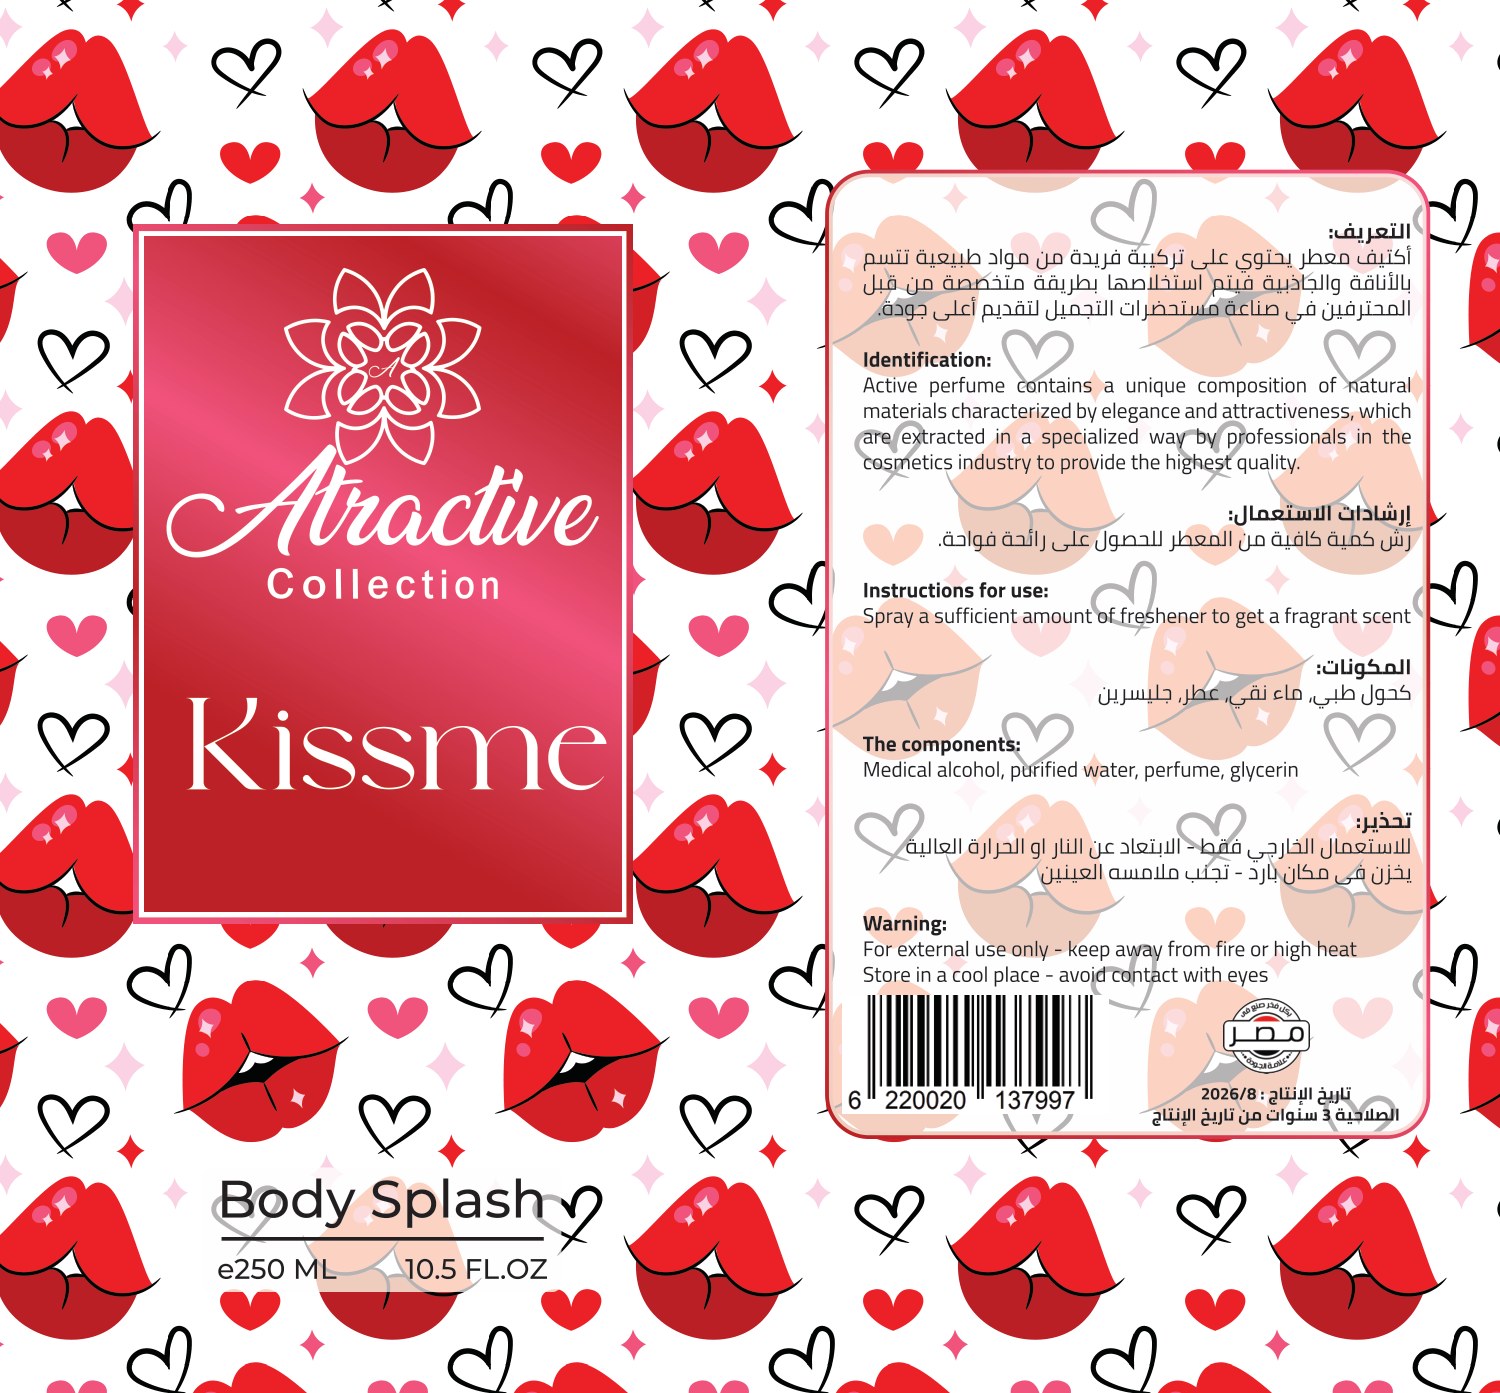 A
Atractive
Collection
Kissme
Body Splash
e250 ML 10.5 FL.OZ
التعريف:
أكتيف معطر يحتوي على تركيبة فريدة من مواد طبيعية تتسم
بالأناقة والجاذبية فيتم استخلاصها بطريقة متخصصة من قبل
المحترفين في صناعة مستحضرات التجميل لتقديم أعلى جودة.
Identification:
Active perfume contains a unique composition of natural
materials characterized by elegance and attractiveness, which
are extracted in a specialized way by professionals in the
cosmetics industry to provide the highest quality.
إرشادات الاستعمال:
رش كمية كافية من المعطر للحصول على رائحة فواحة.
Instructions for use:
Spray a sufficient amount of freshener to get a fragrant scent
المكونات:
كحول طبي, ماء نقي, عطر, جليسرين
The components:
Medical alcohol, purified water, perfume, glycerin
تحذير:
للاستعمال الخارجي فقط - الابتعاد عن النار او الحرارة العالية
يخزن فى مكان بارد - تجنب ملامسه العينين
Warning:
For external use only - keep away from fire or high heat
Store in a cool place - avoid contact with eyes
6 220020 137997
بكل فخر صنع في
مصر
علامة الجودة
تاريخ الإنتاج : 2026/8
الصلاحية 3 سنوات من تاريخ الإنتاج